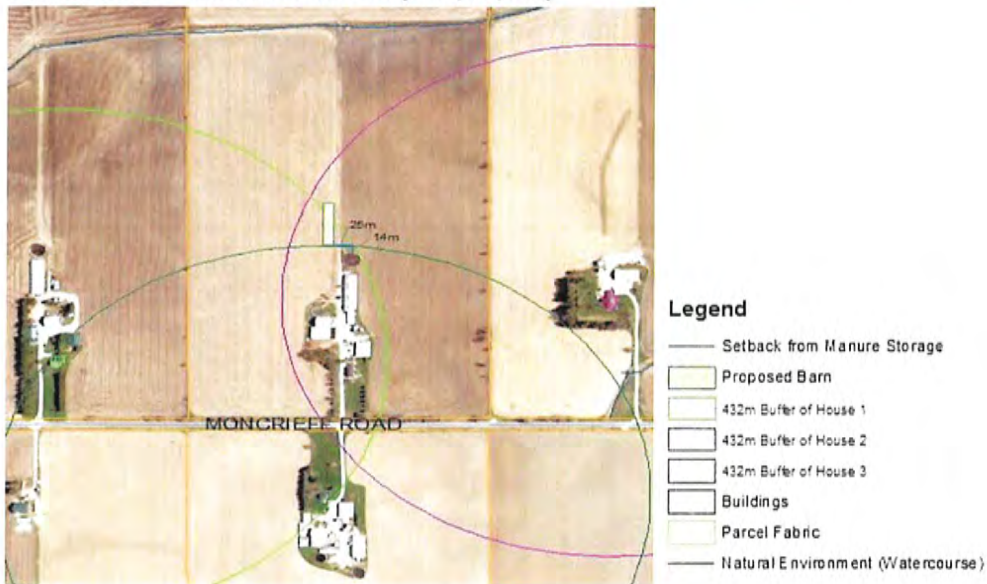 25m
14m
MONCRIEFF ROAD
Legend
Setback from Manure Storage
Proposed Barn
432m Buffer of House 1
432m Buffer of House 2
432m Buffer of House 3
Buildings
Parcel Fabric
Natural Environment (Watercourse)